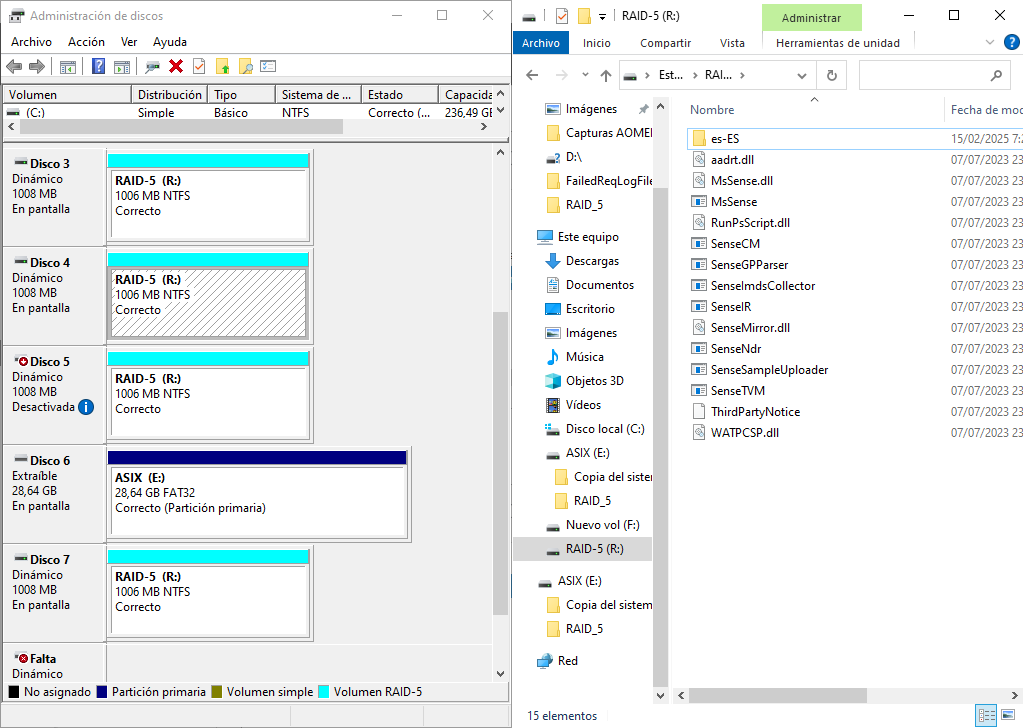 Administración de discos
Archivo Acción Ver Ayuda
Volumen Distribución Tipo Sistema de ... Estado Capacida
(C:) Simple Básico NTFS Correcto (... 236,49 GE
Disco 3
Dinámico
1008 MB
En pantalla
RAID-5 (R:)
1006 MB NTFS
Correcto
Disco 4
Dinámico
1008 MB
En pantalla
RAID-5 (R:)
1006 MB NTFS
Correcto
Disco 5
Dinámico
1008 MB
Desactivada
RAID-5 (R:)
1006 MB NTFS
Correcto
Disco 6
Extraíble
28,64 GB
En pantalla
ASIX (E:)
28,64 GB FAT32
Correcto (Partición primaria)
Disco 7
Dinámico
1008 MB
En pantalla
RAID-5 (R:)
1006 MB NTFS
Correcto
Falta
Dinámico
No asignado Partición primaria Volumen simple Volumen RAID-5
RAID-5 (R:)
Administrar
Archivo Inicio Compartir Vista Herramientas de unidad
Est... RAI...
Imágenes
Capturas AOMEI
D:\
FailedReqLogFile
RAID_5
Este equipo
Descargas
Documentos
Escritorio
Imágenes
Música
Objetos 3D
Vídeos
Disco local (C:)
ASIX (E:)
Copia del sister
RAID_5
Nuevo vol (F:)
RAID-5 (R:)
ASIX (E:)
Copia del sistem
RAID_5
Red
Nombre Fecha de mod
es-ES 15/02/2025 7:2
aadrt.dll 07/07/2023 23
MsSense.dll 07/07/2023 23
MsSense 07/07/2023 23
RunPsScript.dll 07/07/2023 23
SenseCM 07/07/2023 23
SenseGPParser 07/07/2023 23
SenseImdsCollector 07/07/2023 23
SenseIR 07/07/2023 23
SenseMirror.dll 07/07/2023 23
SenseNdr 07/07/2023 23
SenseSampleUploader 07/07/2023 23
SenseTVM 07/07/2023 23
ThirdPartyNotice 07/07/2023 23
WATPCSP.dll 07/07/2023 23
15 elementos